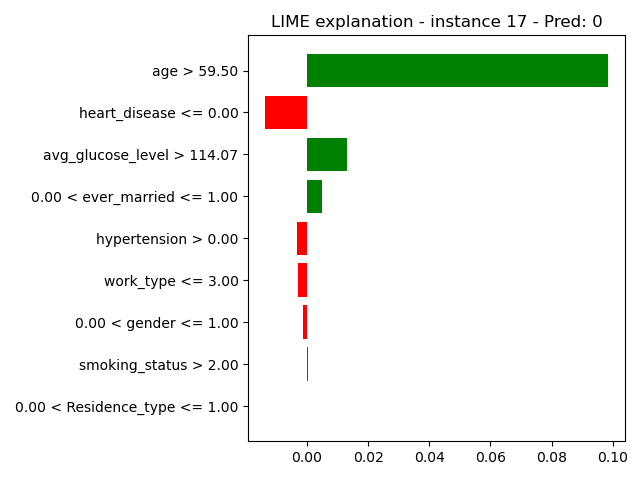 LIME explanation - instance 17 - Pred: 0
age > 59.50
heart_disease <= 0.00
avg_glucose_level > 114.07
0.00 < ever_married <= 1.00
hypertension > 0.00
work_type <= 3.00
0.00 < gender <= 1.00
smoking_status > 2.00
0.00 < Residence_type <= 1.00
0.00 0.02 0.04 0.06 0.08 0.10